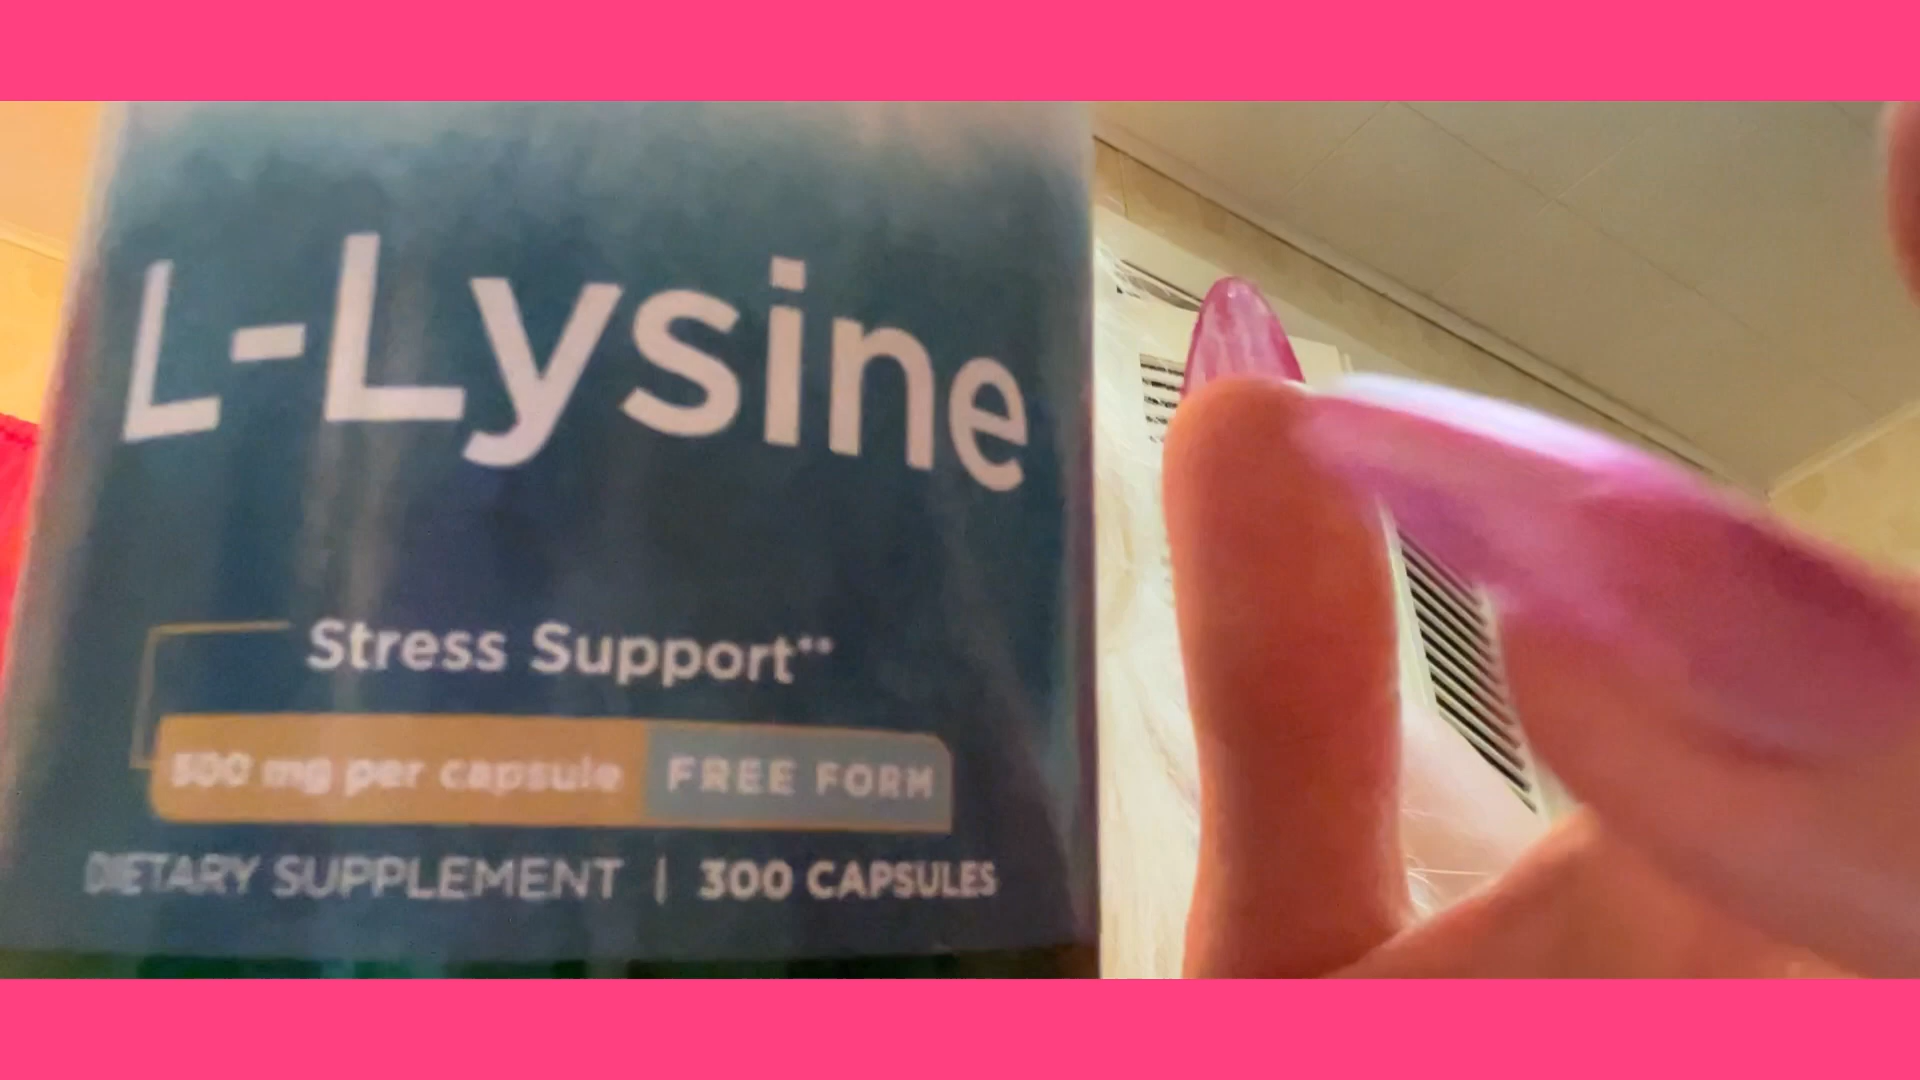 L-Lysine
Stress Support**
500 mg per capsule FREE FORM
DIETARY SUPPLEMENT | 300 CAPSULES